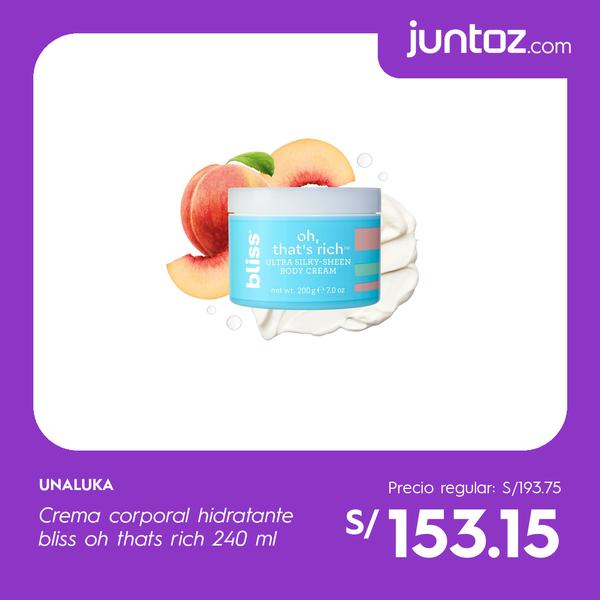 juntoz.com
bliss®
oh,
that's rich™
ULTRA SILKY-SHEEN
BODY CREAM
net wt. 200g ℮ 7.0 oz
UNALUKA
Crema corporal hidratante
bliss oh thats rich 240 ml
Precio regular: S/193.75
S/153.15